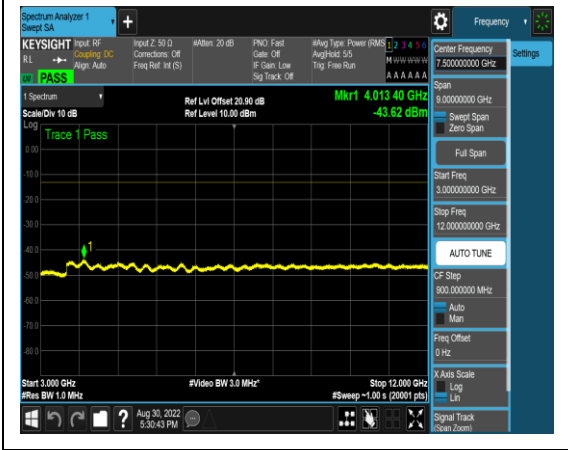 Spectrum Analyzer 1
Swept SA
Frequency
KEYSIGHT
RL
LW
PASS
Input: RF
Coupling: DC
Align: Auto
Input Z: 50 Ω
Corrections: Off
Freq Ref: Int (S)
#Atten: 20 dB
PNO: Fast
Gate: Off
IF Gain: Low
Sig Track: Off
#Avg Type: Power (RMS
Avg|Hold: 5/5
Trig: Free Run
1 2 3 4 5 6
M W W W W W
A A A A A A
Settings
1 Spectrum
Scale/Div 10 dB
Ref Lvl Offset 20.90 dB
Ref Level 10.00 dBm
Mkr1 4.013 40 GHz
-43.62 dBm
Log
Trace 1 Pass
0.00
-10.0
-20.0
-30.0
-40.0
-50.0
-60.0
-70.0
-80.0
1
Start 3.000 GHz
#Res BW 1.0 MHz
#Video BW 3.0 MHz*
Stop 12.000 GHz
#Sweep ~1.00 s (20001 pts)
Center Frequency
7.500000000 GHz
Span
9.00000000 GHz
Swept Span
Zero Span
Full Span
Start Freq
3.000000000 GHz
Stop Freq
12.000000000 GHz
AUTO TUNE
CF Step
900.000000 MHz
Auto
Man
Freq Offset
0 Hz
X Axis Scale
Log
Lin
Signal Track
(Span Zoom)
?
Aug 30, 2022
5:30:43 PM